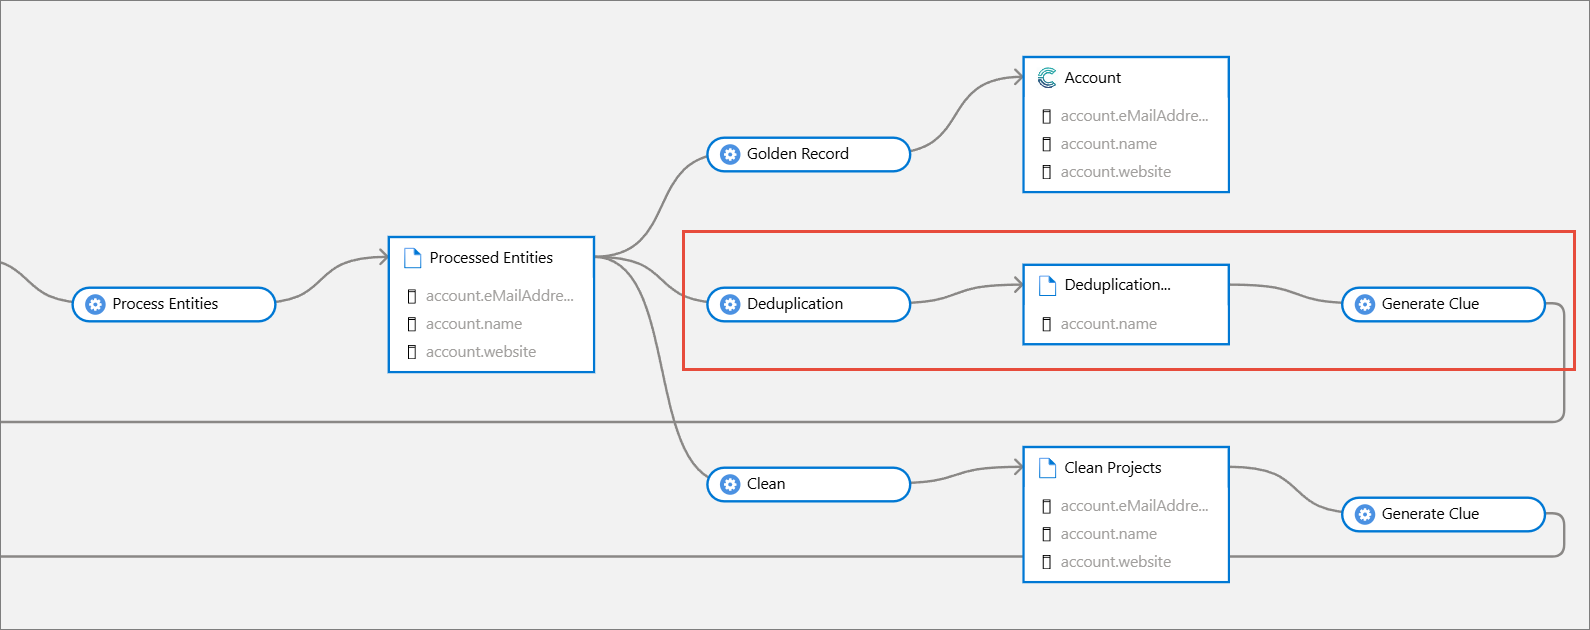 Account
account.eMailAddre...
account.name
account.website
Golden Record
Processed Entities
account.eMailAddre...
account.name
account.website
Process Entities
Deduplication
Deduplication...
account.name
Generate Clue
Clean
Clean Projects
account.eMailAddre...
account.name
account.website
Generate Clue